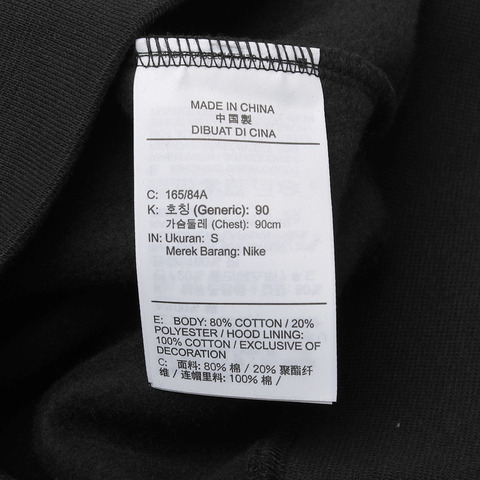 MADE IN CHINA
中国製
DIBUAT DI CINA
C: 165/84A
K: 호칭 (Generic): 90
가슴둘레 (Chest): 90cm
IN: Ukuran: S
Merek Barang: Nike
E: BODY: 80% COTTON / 20%
POLYESTER / HOOD LINING:
100% COTTON / EXCLUSIVE OF
DECORATION
C: 面料: 80% 棉 / 20% 聚酯纤
维 / 连帽里料: 100% 棉 /